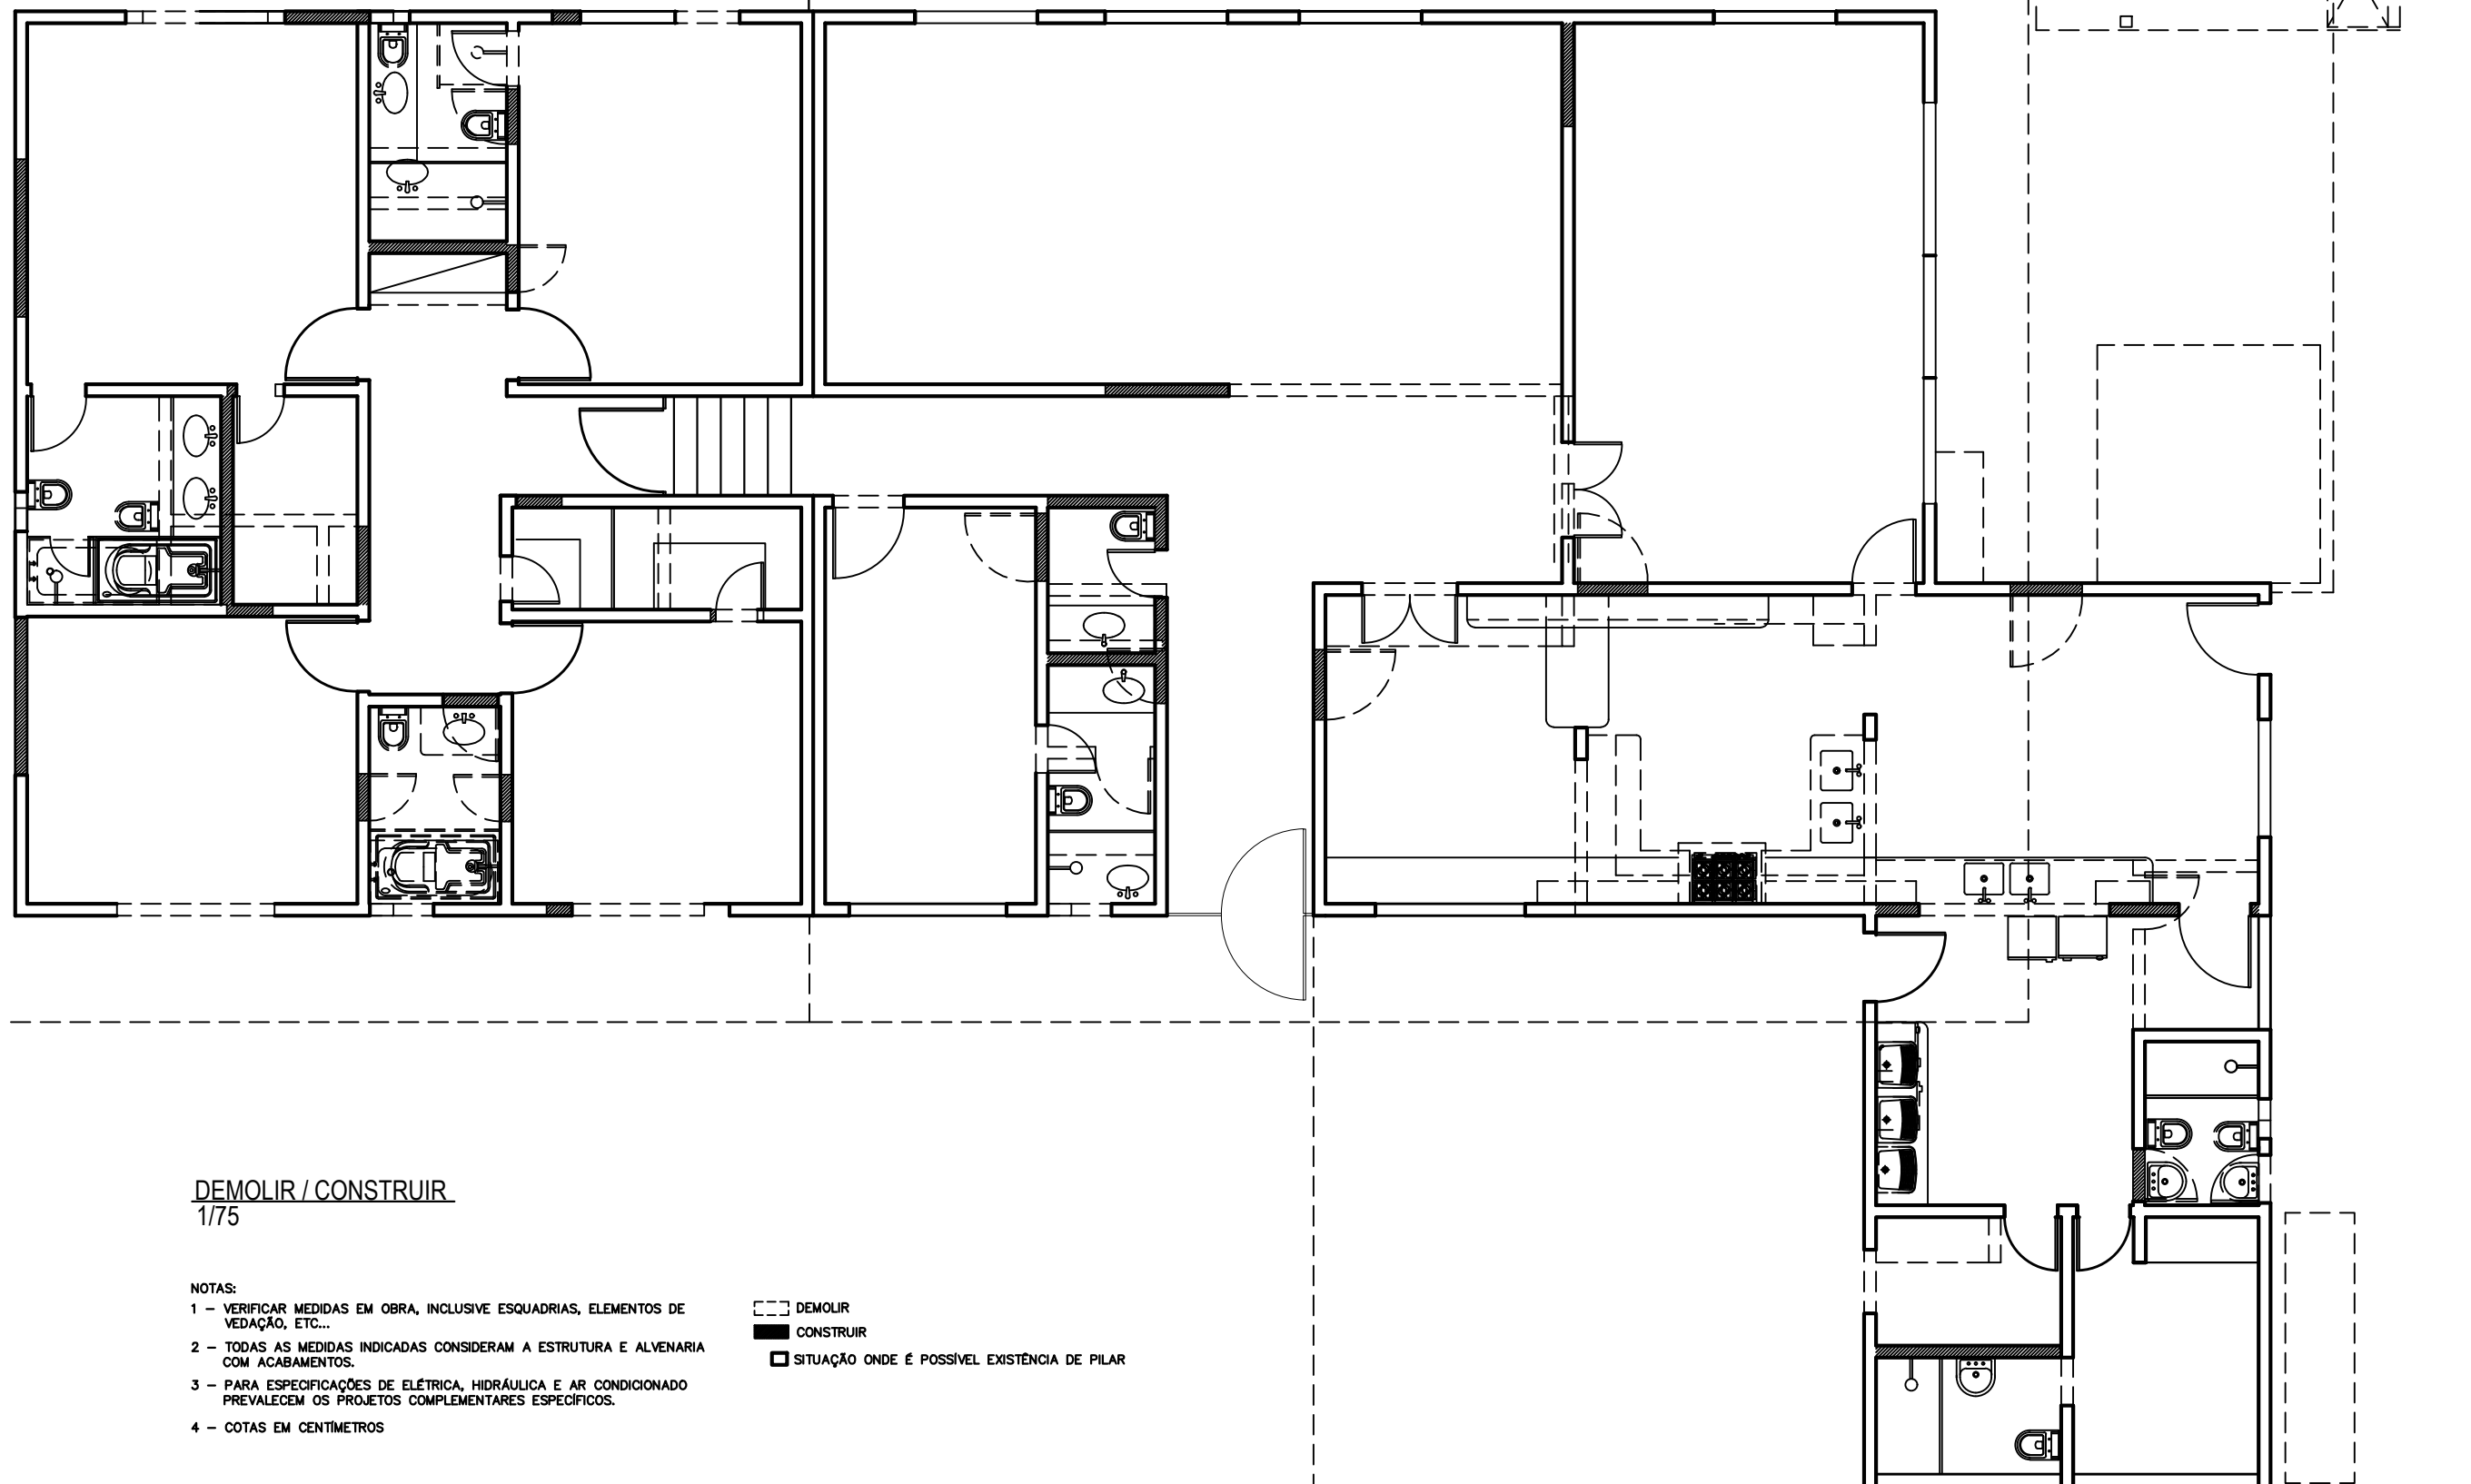 DEMOLIR / CONSTRUIR
1/75
NOTAS:
1 – VERIFICAR MEDIDAS EM OBRA, INCLUSIVE ESQUADRIAS, ELEMENTOS DE
VEDAÇÃO, ETC...
2 – TODAS AS MEDIDAS INDICADAS CONSIDERAM A ESTRUTURA E ALVENARIA
COM ACABAMENTOS.
3 – PARA ESPECIFICAÇÕES DE ELÉTRICA, HIDRÁULICA E AR CONDICIONADO
PREVALECEM OS PROJETOS COMPLEMENTARES ESPECÍFICOS.
4 – COTAS EM CENTÍMETROS
DEMOLIR
CONSTRUIR
SITUAÇÃO ONDE É POSSÍVEL EXISTÊNCIA DE PILAR